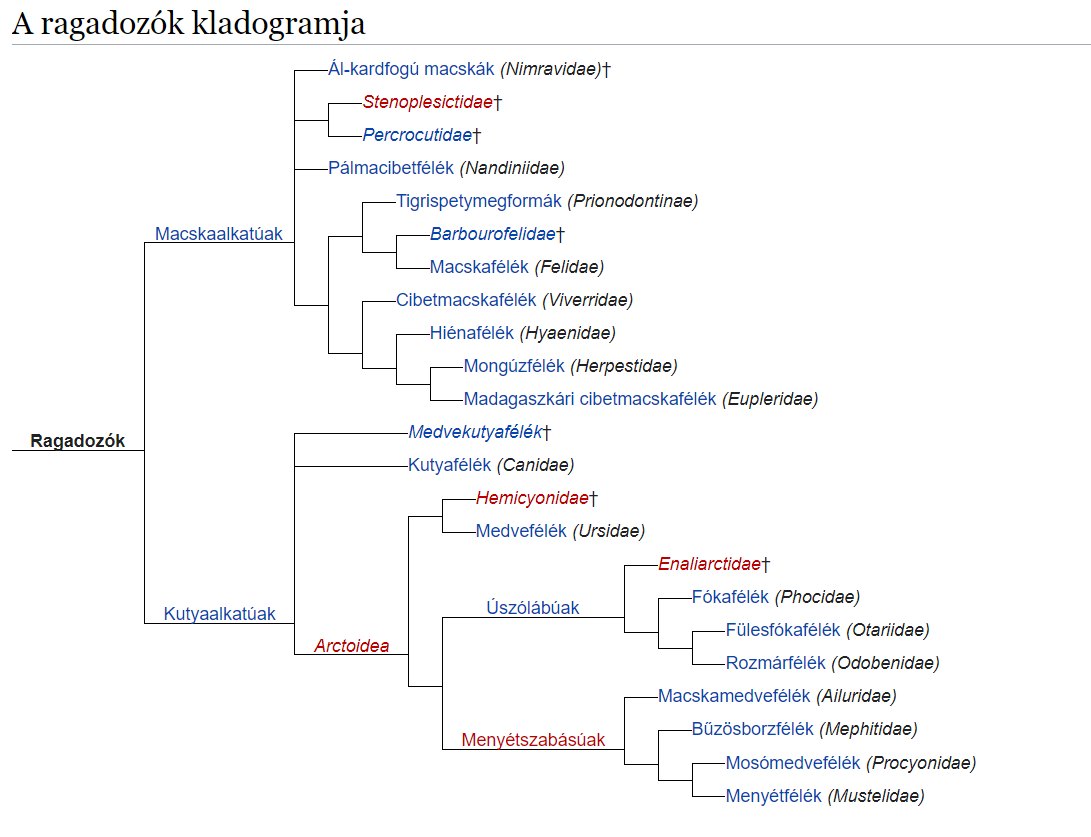 A ragadozók kladogramja
Ál-kardfogú macskák (Nimravidae)†
Stenoplesictidae†
Percrocutidae†
Pálmacibetfélék (Nandiniidae)
Tigrispetymegformák (Prionodontinae)
Macskaalkatúak
Barbourofelidae†
Macskafélék (Felidae)
Cibetmacskafélék (Viverridae)
Hiénafélék (Hyaenidae)
Mongúzfélék (Herpestidae)
Madagaszkári cibetmacskafélék (Eupleridae)
Ragadozók
Medvekutyafélék†
Kutyafélék (Canidae)
Hemicyonidae†
Medvefélék (Ursidae)
Enaliarctidae†
Fókafélék (Phocidae)
Úszólábúak
Kutyaalkatúak
Fülesfókafélék (Otariidae)
Arctoidea
Rozmárfélék (Odobenidae)
Macskamedvefélék (Ailuridae)
Bűzösborzfélék (Mephitidae)
Menyétszabásúak
Mosómedvefélék (Procyonidae)
Menyétfélék (Mustelidae)